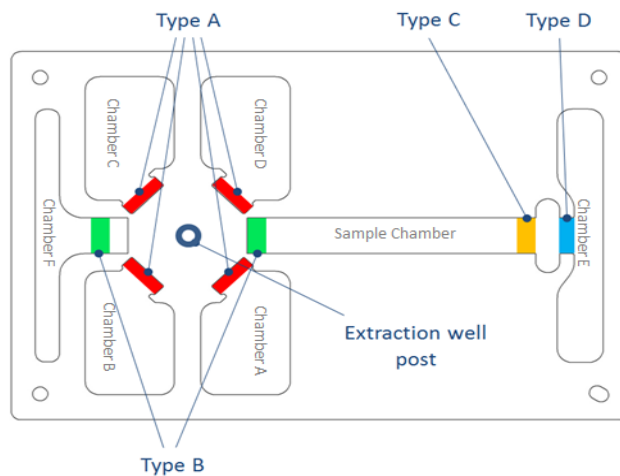 Type A
Type C
Type D
Chamber C
Chamber D
Chamber F
Sample Chamber
Chamber E
Chamber B
Chamber A
Extraction well
post
Type B